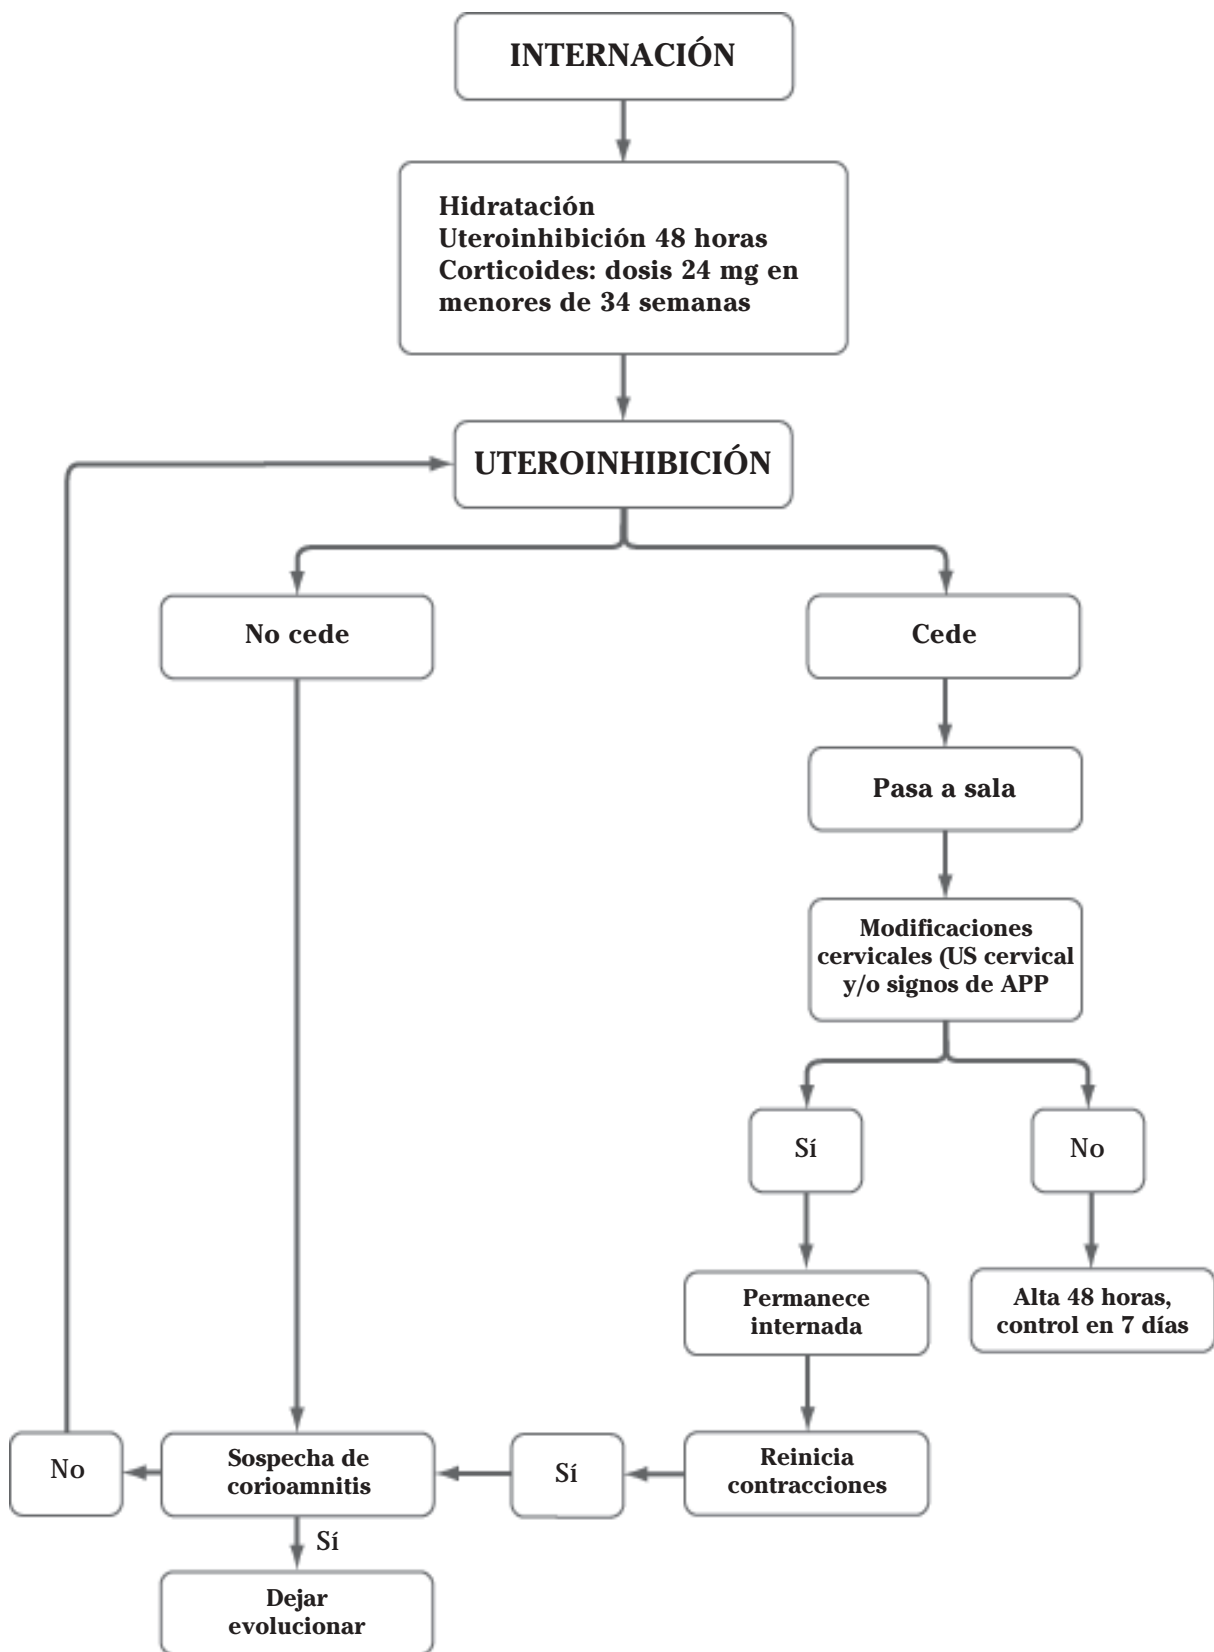 INTERNACIÓN
Hidratación
Uteroinhibición 48 horas
Corticoides: dosis 24 mg en
menores de 34 semanas
UTEROINHIBICIÓN
No cede
Cede
Pasa a sala
Modificaciones
cervicales (US cervical
y/o signos de APP
Sí
No
Permanece
internada
Alta 48 horas,
control en 7 días
No
Sospecha de
corioamnitis
Sí
Reinicia
contracciones
Sí
Dejar
evolucionar